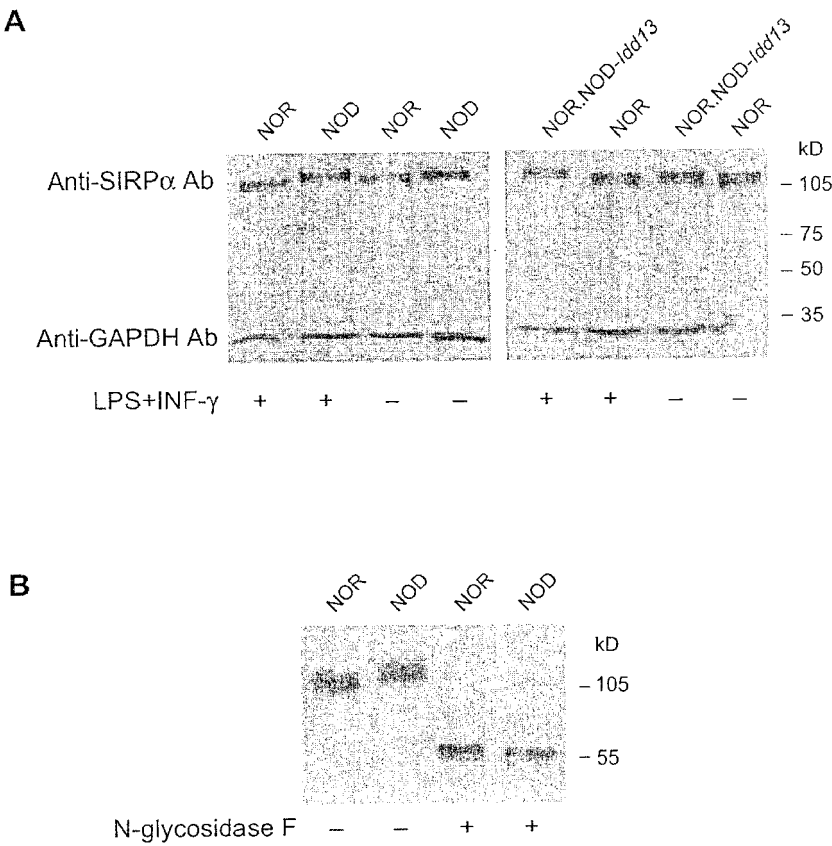 A
NOR NOD NOR NOD NOR.NOD-Idd13 NOR NOR.NOD-Idd13 NOR
kD
Anti-SIRPα Ab
– 105
– 75
– 50
– 35
Anti-GAPDH Ab
LPS+INF-γ + + – – + + – –
B
NOR NOD NOR NOD
kD
– 105
– 55
N-glycosidase F – – + +